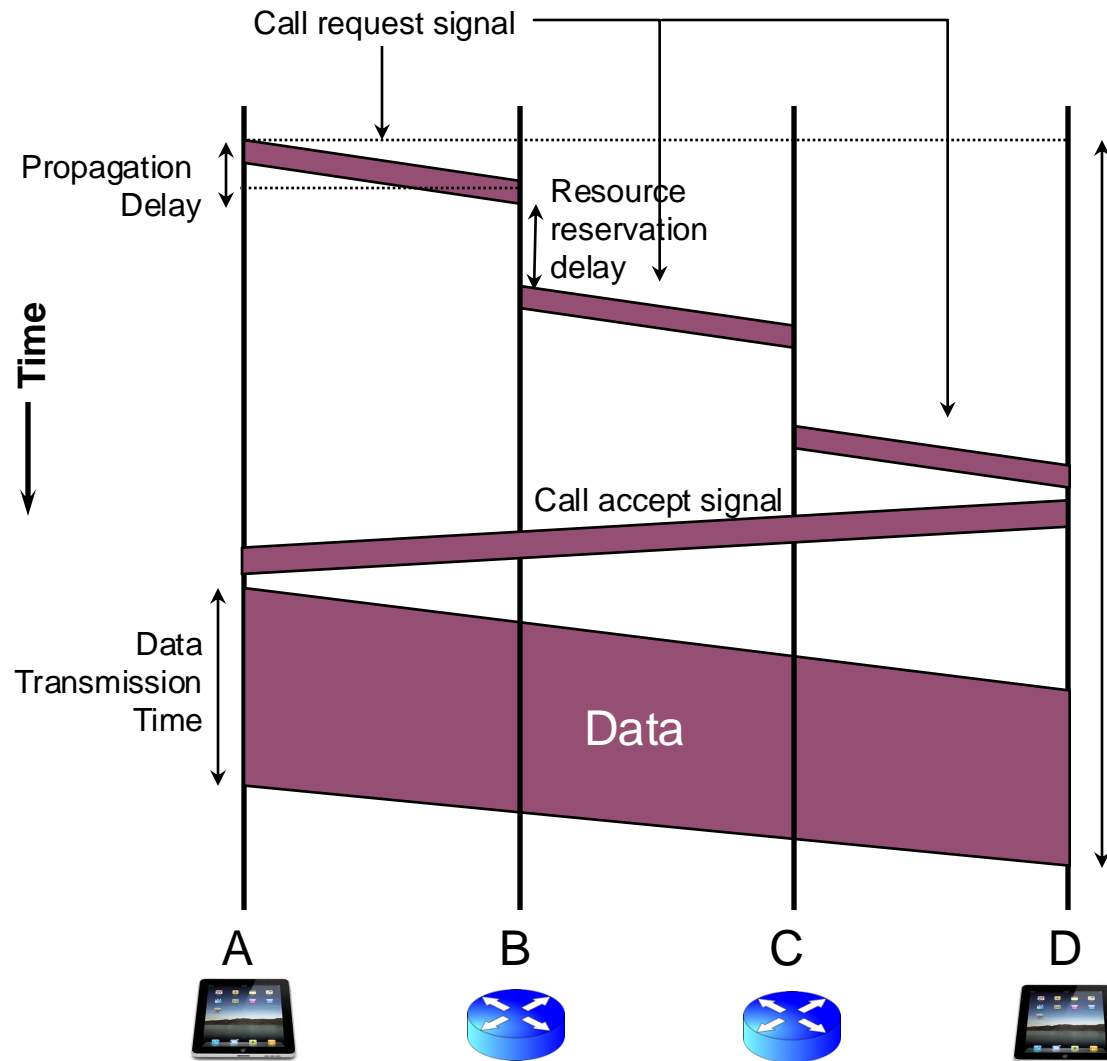 Call request signal
Propagation
Delay
Resource
reservation
delay
Time
Call accept signal
Data
Transmission
Time
Data
A
B
C
D